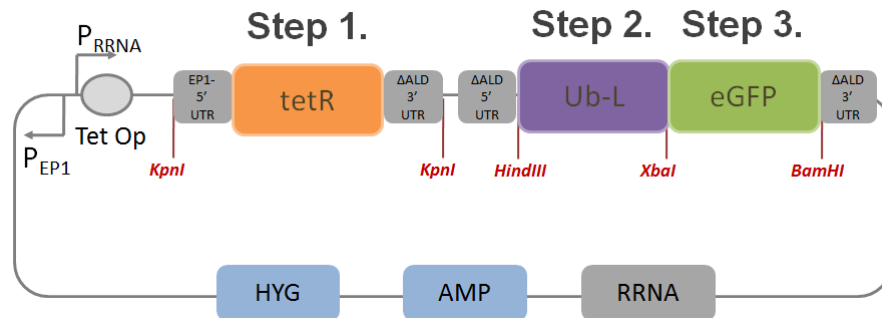 Step 1.
Step 2.
Step 3.
PRRNA
Tet Op
PEP1
EP1-
5’
UTR
tetR
ΔALD
3’
UTR
ΔALD
5’
UTR
Ub-L
eGFP
ΔALD
3’
UTR
KpnI
KpnI
HindIII
XbaI
BamHI
HYG
AMP
RRNA